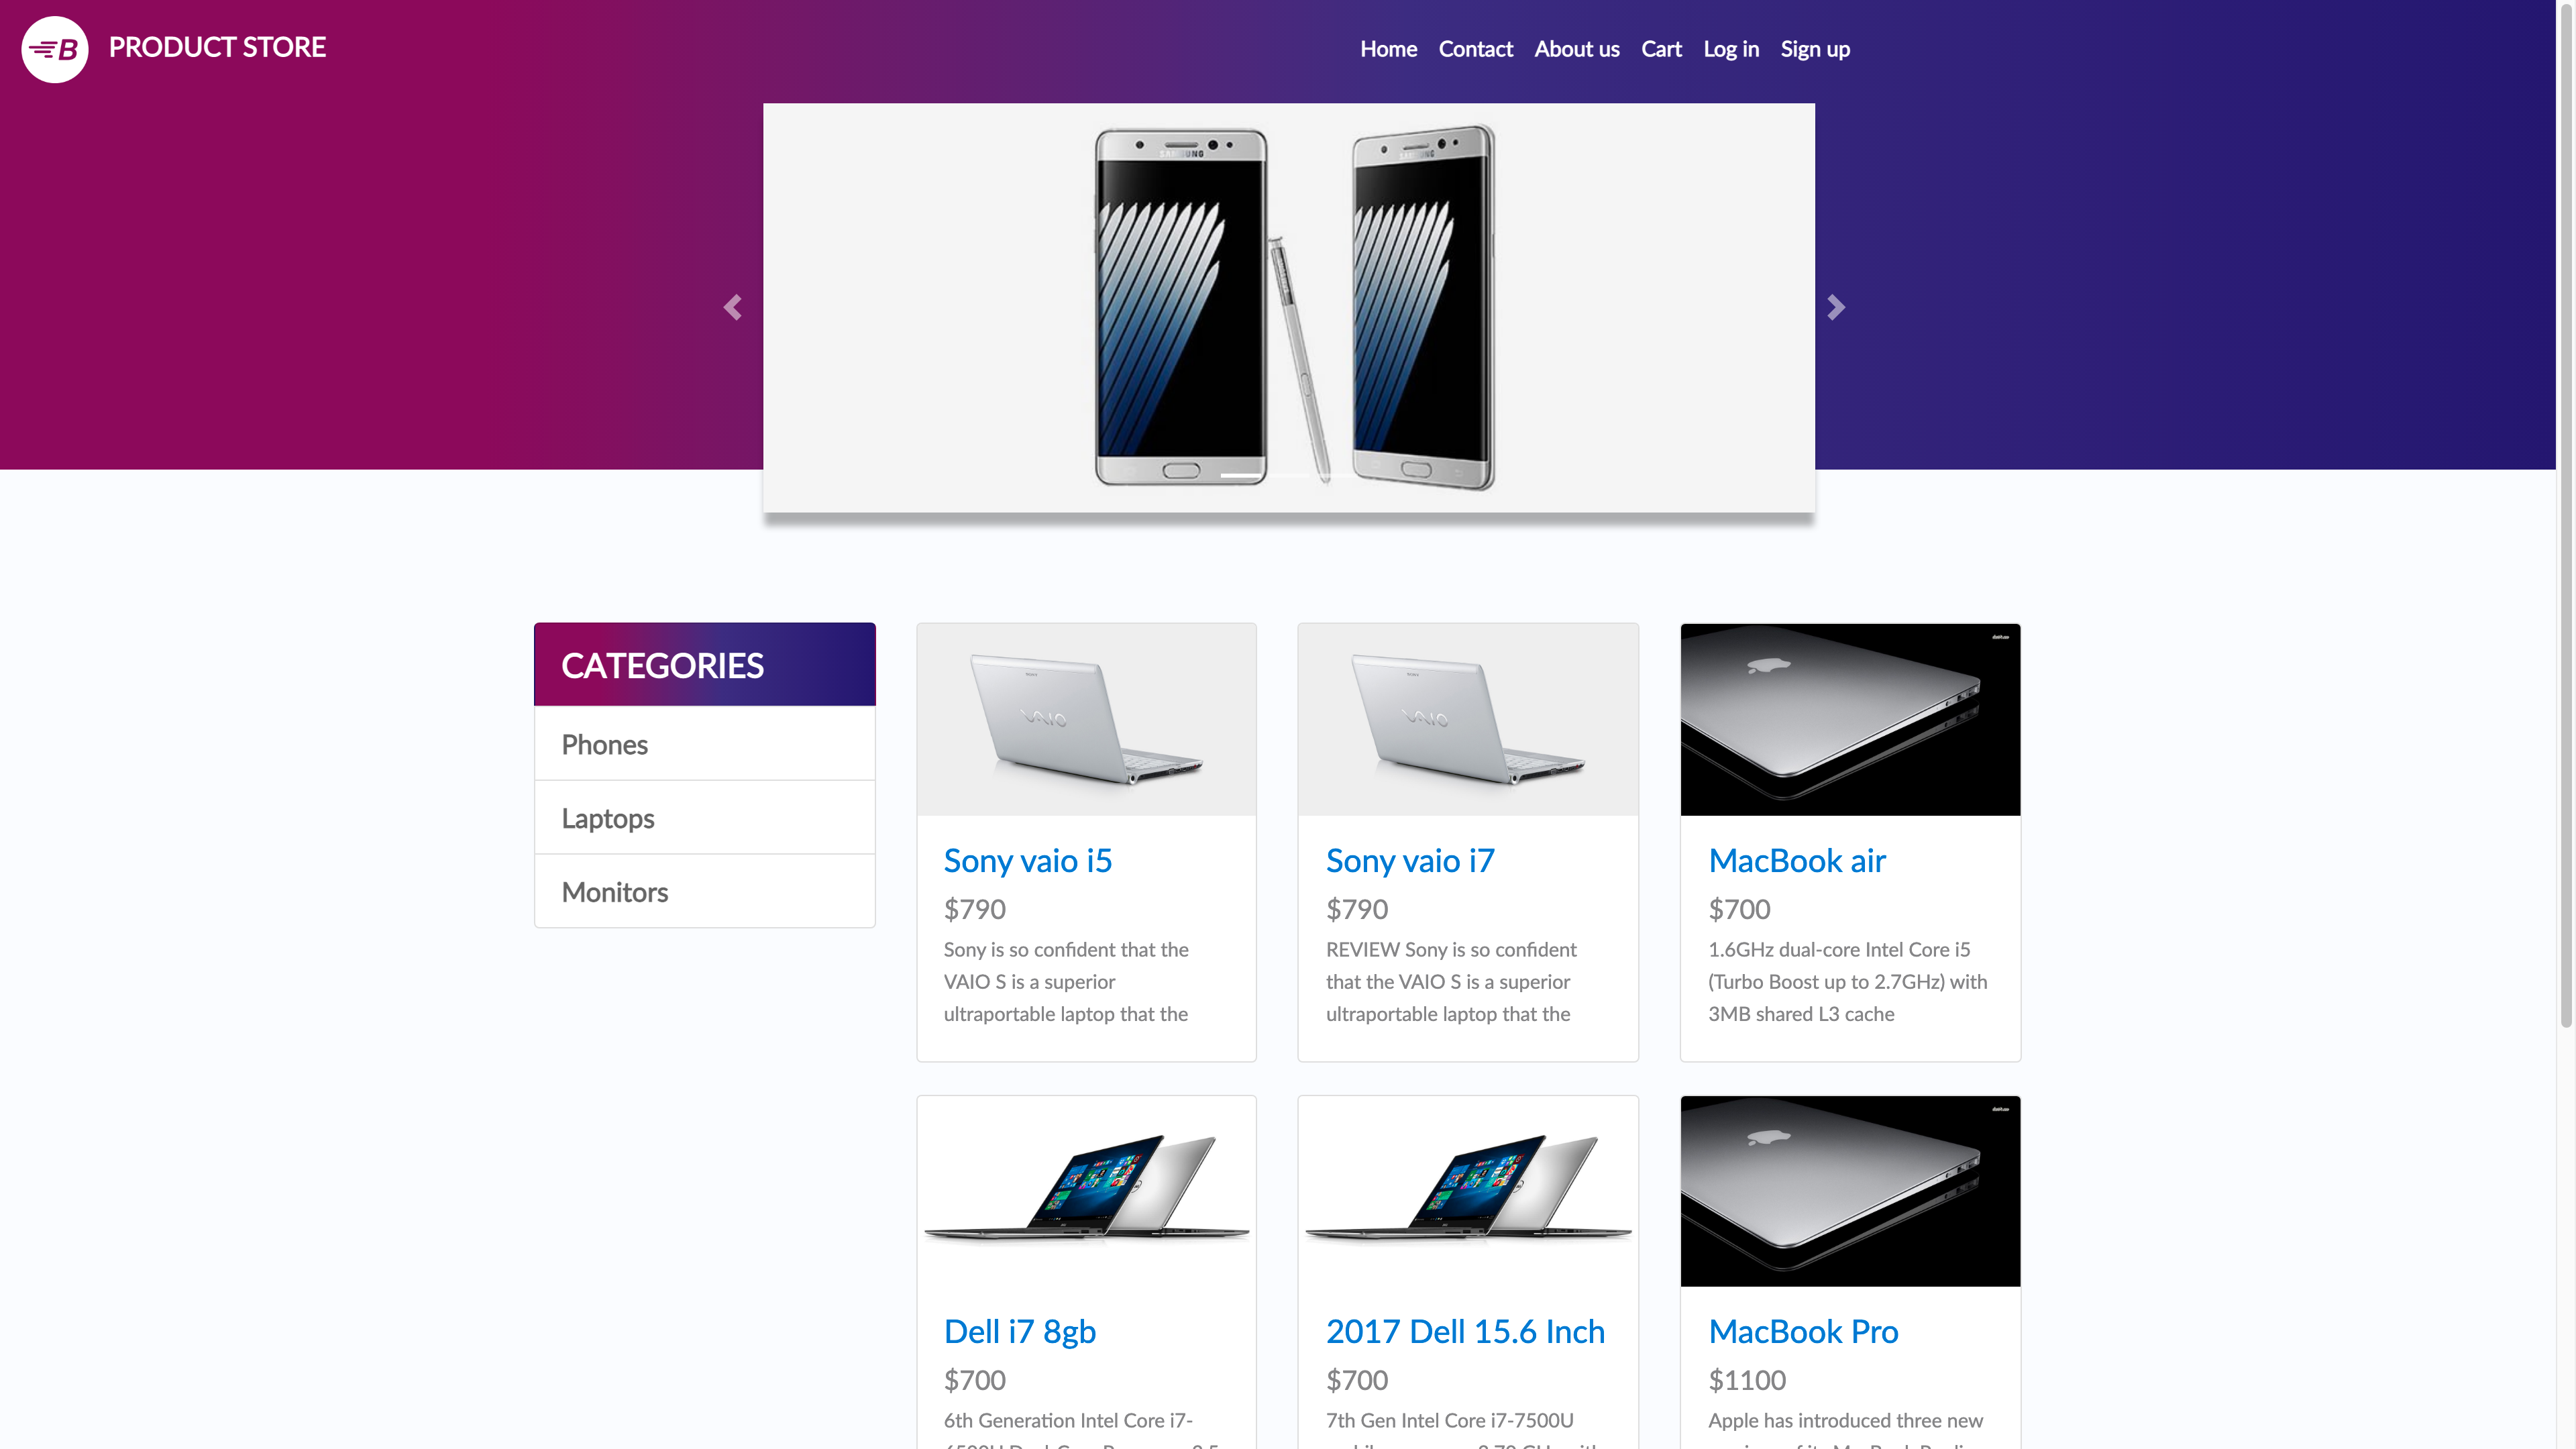 B PRODUCT STORE
Home Contact About us Cart Log in Sign up
SAMSUNG
CATEGORIES
Phones
Laptops
Monitors
VAIO
Sony vaio i5
$790
Sony is so confident that the
VAIO S is a superior
ultraportable laptop that the
VAIO
Sony vaio i7
$790
REVIEW Sony is so confident
that the VAIO S is a superior
ultraportable laptop that the
MacBook air
$700
1.6GHz dual-core Intel Core i5
(Turbo Boost up to 2.7GHz) with
3MB shared L3 cache
Dell i7 8gb
$700
6th Generation Intel Core i7-
2017 Dell 15.6 Inch
$700
7th Gen Intel Core i7-7500U
MacBook Pro
$1100
Apple has introduced three new